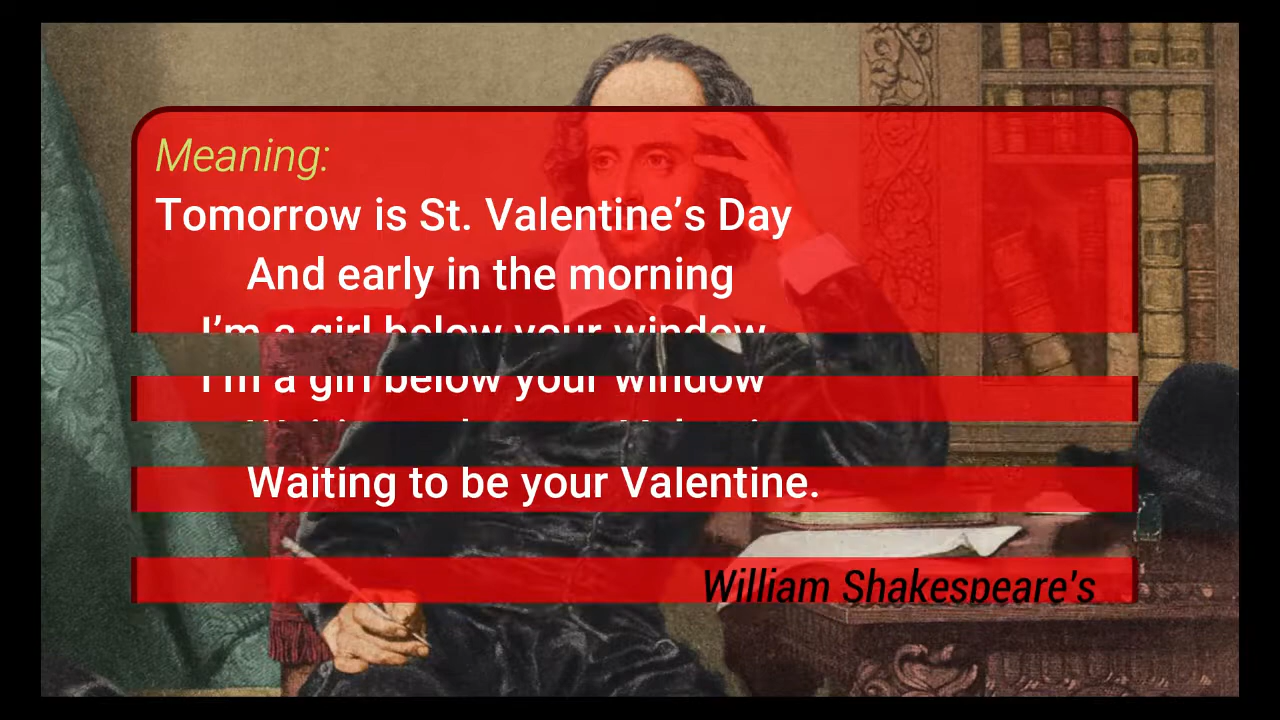 Meaning:
Tomorrow is St. Valentine’s Day
And early in the morning
I’m a girl below your window
Waiting to be your Valentine.
William Shakespeare’s